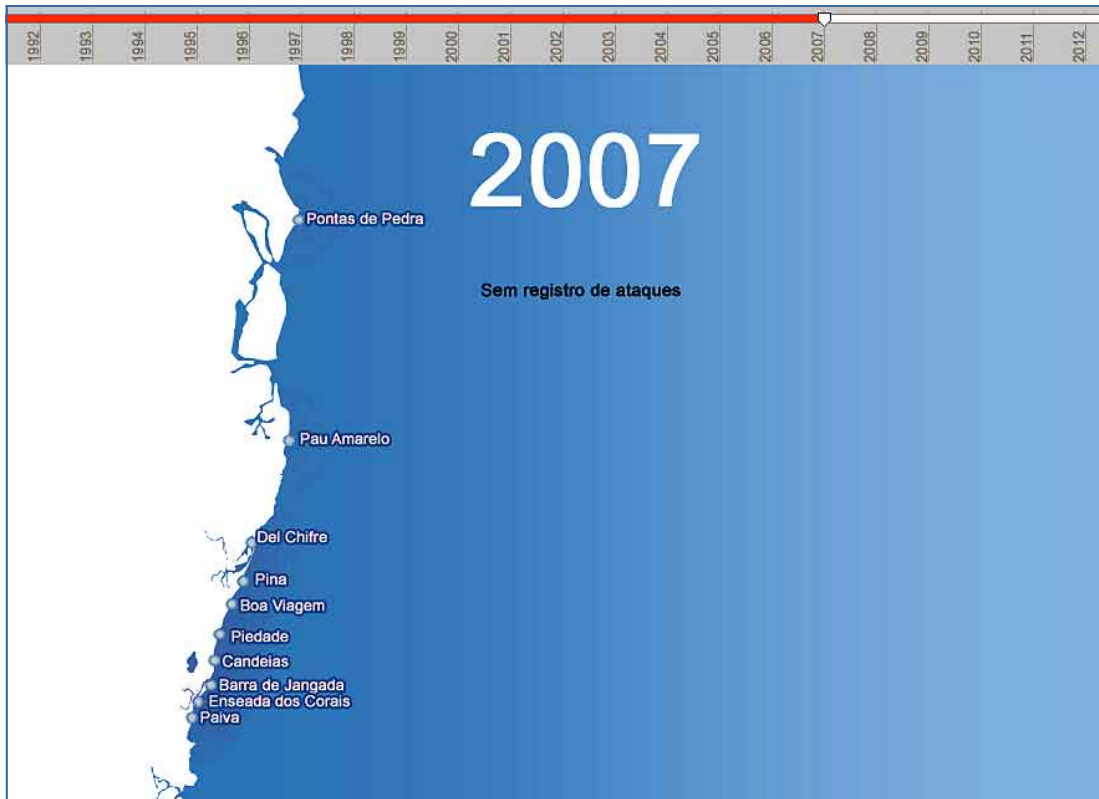 1992
1993
1994
1995
1996
1997
1998
1999
2000
2001
2002
2003
2004
2005
2006
2007
2008
2009
2010
2011
2012
2007
Pontas de Pedra
Sem registro de ataques
Pau Amarelo
Del Chifre
Pina
Boa Viagem
Piedade
Candeias
Barra de Jangada
Enseada dos Corais
Paiva